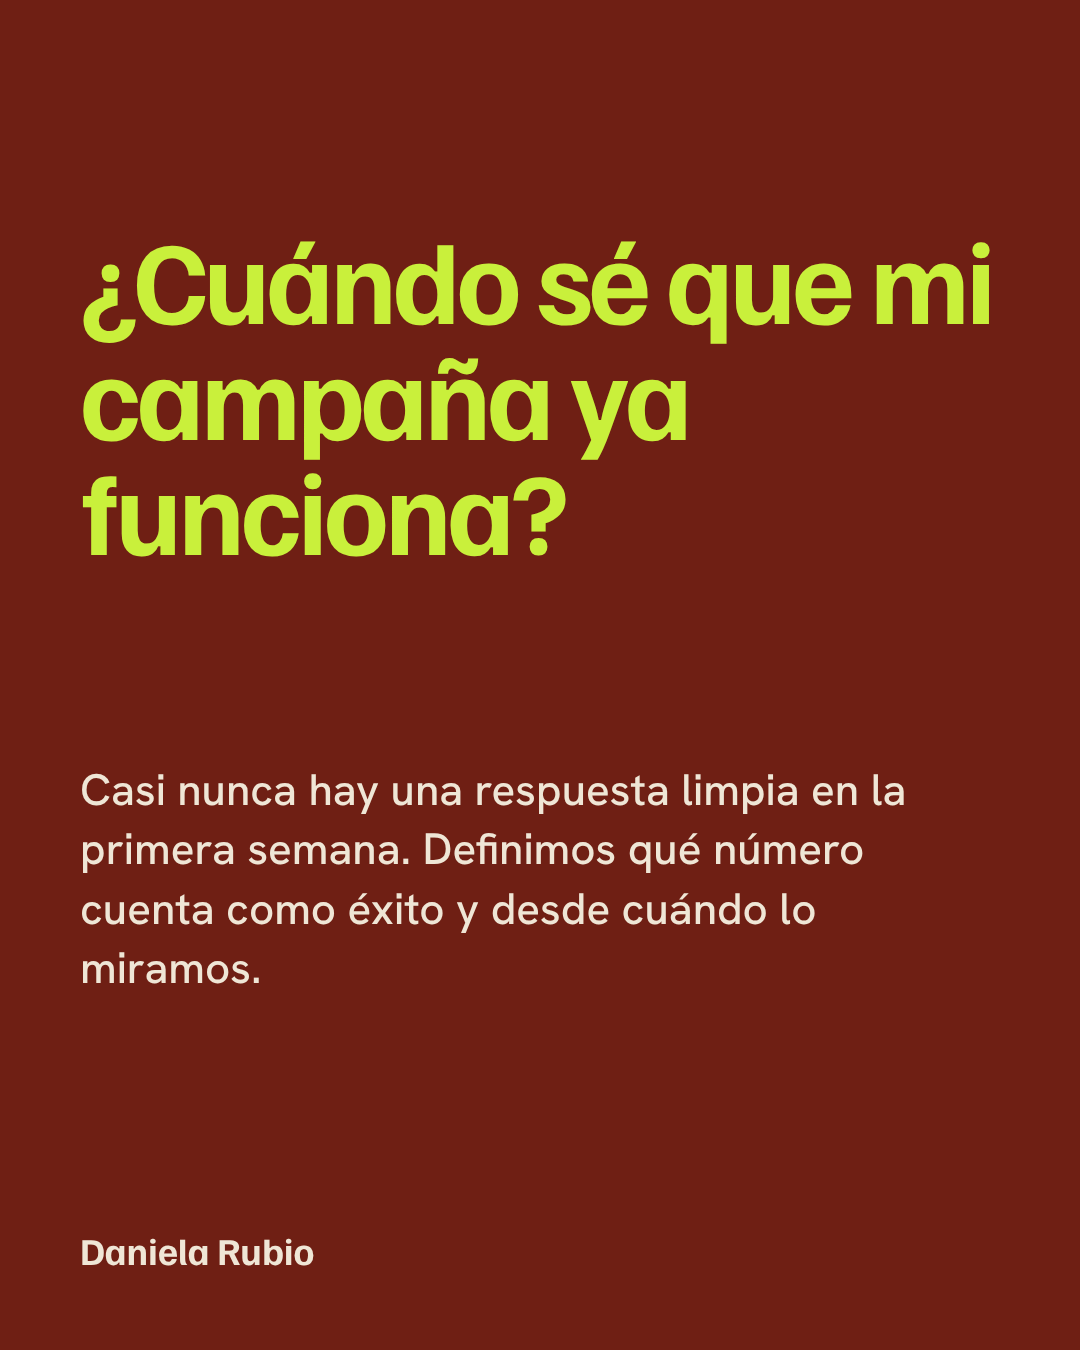 ¿Cuándo sé que mi
campaña ya
funciona?
Casi nunca hay una respuesta limpia en la
primera semana. Definimos qué número
cuenta como éxito y desde cuándo lo
miramos.
Daniela Rubio